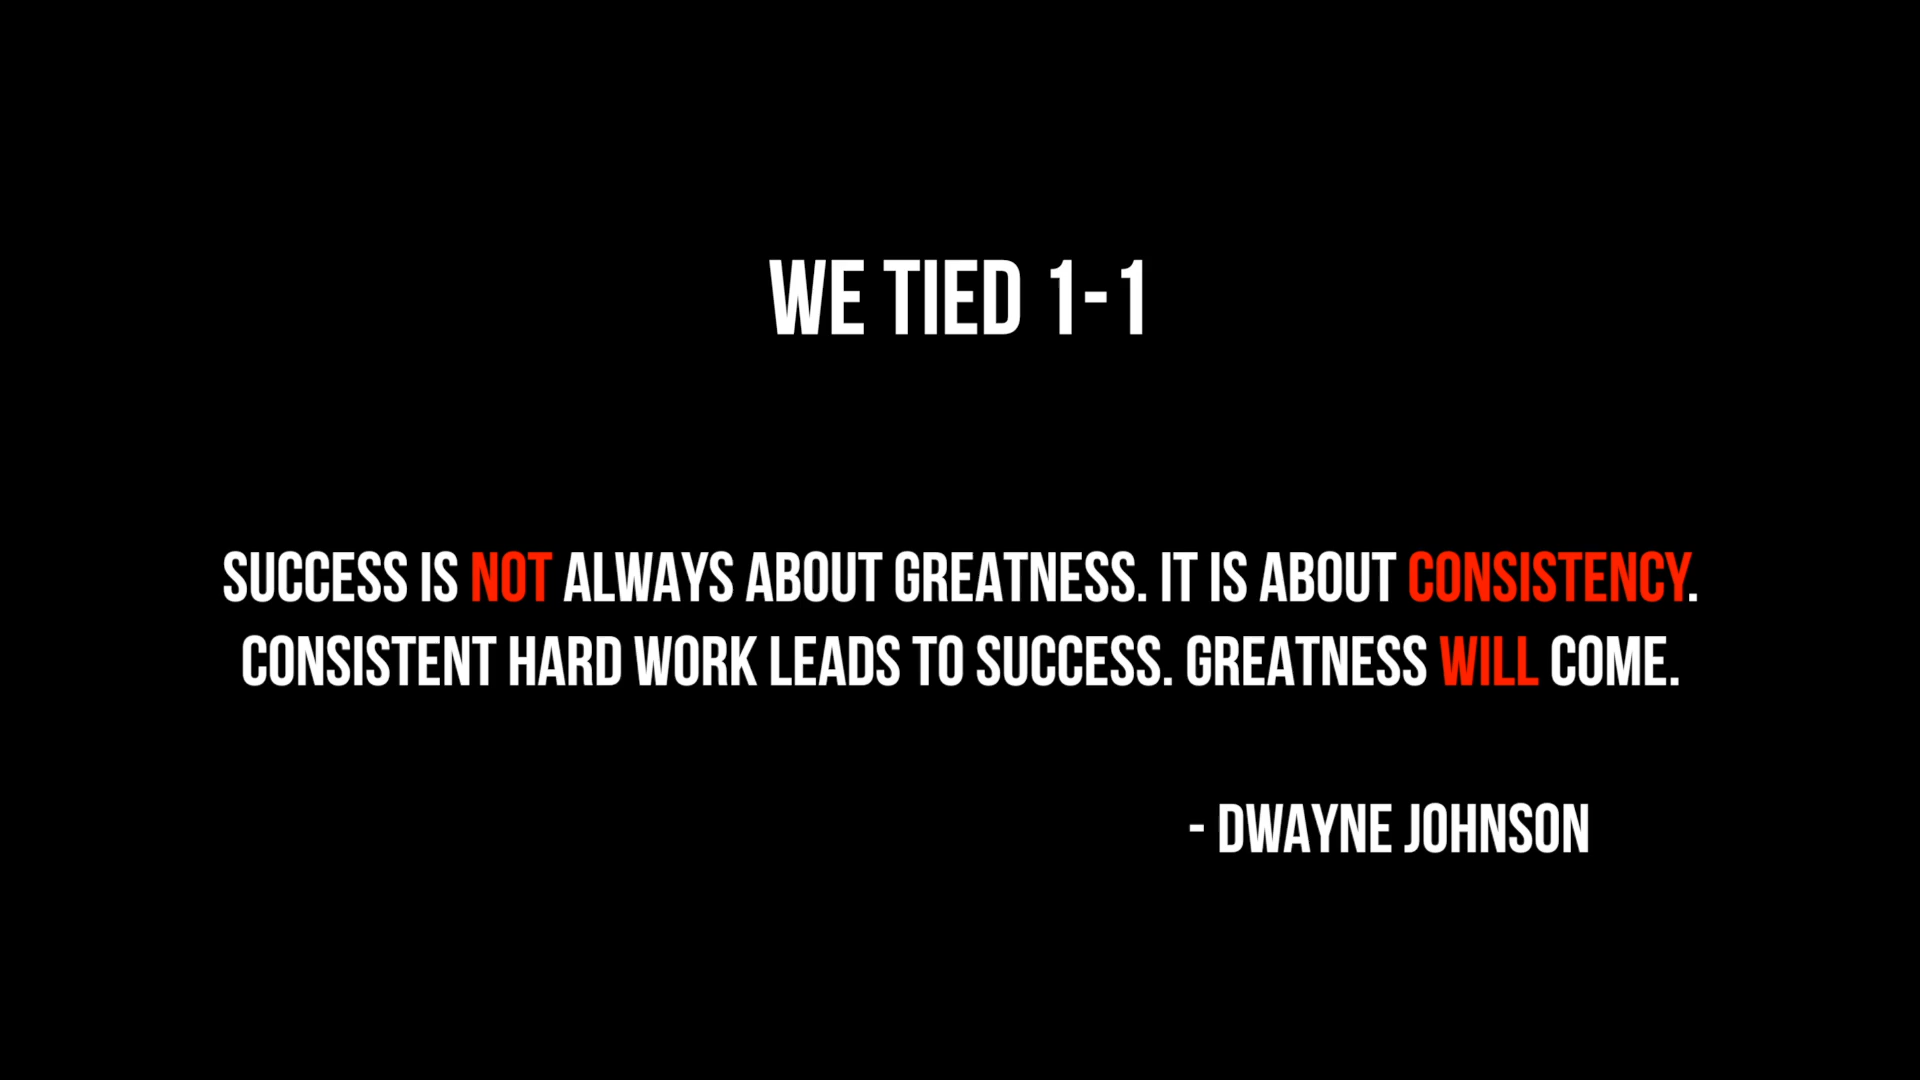 WE TIED 1-1
SUCCESS IS NOT ALWAYS ABOUT GREATNESS. IT IS ABOUT CONSISTENCY.
CONSISTENT HARD WORK LEADS TO SUCCESS. GREATNESS WILL COME.
- DWAYNE JOHNSON